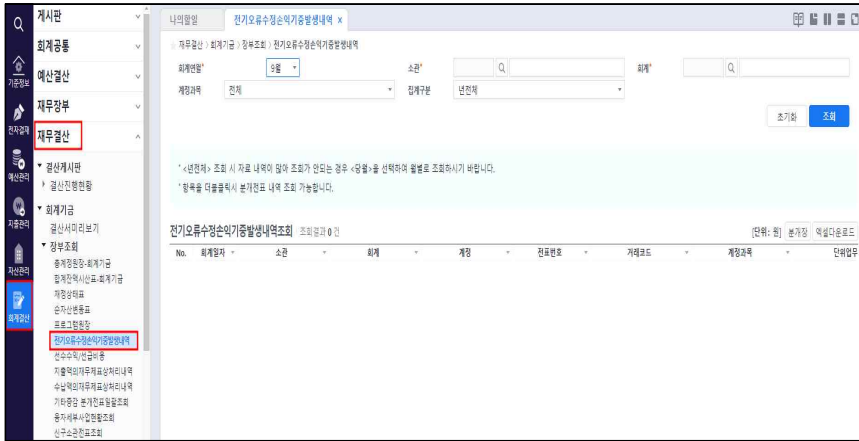 게시판
회계공통
예산결산
재무장부
재무결산
▼ 결산게시판
결산진행현황
▼ 회계기금
결산서미리보기
▼ 장부조회
총계정원장-회계기금
합계잔액시산표-회계기금
재정상태표
순자산변동표
프로그램원장
전기오류수정손익기중발생내역
선수수익/선급비용
지출액의재무제표상처리내역
수납액의재무제표상처리내역
기타증감 분개전표일괄조회
융자세부사업현황조회
신구소관전표조회
기준정보
전자결재
예산관리
지출관리
자산관리
회계결산
나의할일
전기오류수정손익기중발생내역 x
재무결산 > 회계기금 > 장부조회 > 전기오류수정손익기중발생내역
회계연월* 9월 소관* 회계*
계정과목 전체 집계구분 년전체
초기화 조회
* <년전체> 조회 시 자료 내역이 많아 조회가 안되는 경우 <당월>을 선택하여 월별로 조회하시기 바랍니다.
* 항목을 더블클릭시 분개전표 내역 조회 가능합니다.
전기오류수정손익기중발생내역조회 조회결과 0 건 [단위: 원] 분개장 엑셀다운로드
No. 회계일자 소관 회계 계정 전표번호 거래코드 계정과목 단위업무